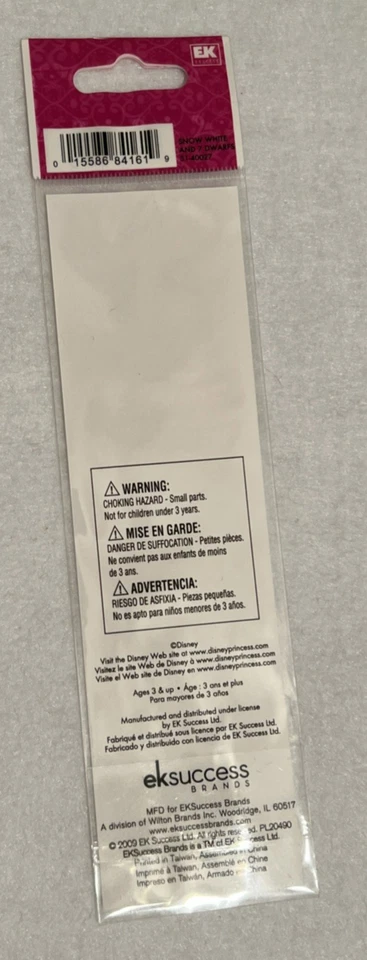 EK
SUCCESS
0 15586 84161 9
SNOW WHITE
AND 7 DWARFS
51-40027
⚠ WARNING:
CHOKING HAZARD - Small parts.
Not for children under 3 years.
⚠ MISE EN GARDE:
DANGER DE SUFFOCATION - Petites pièces.
Ne convient pas aux enfants de moins
de 3 ans.
⚠ ADVERTENCIA:
RIESGO DE ASFIXIA - Piezas pequeñas.
No es apto para niños menores de 3 años.
©Disney
Visit the Disney Web site at www.disneyprincess.com
Visitez le site Web de Disney à www.disneyprincess.com
Visite el Web site de Disney en www.disneyprincess.com
Ages 3 & up • Âge : 3 ans et plus
Para mayores de 3 años
Manufactured and distributed under license
by EK Success Ltd.
Fabriqué et distribué sous licence par EK Success Ltd.
Fabricado y distribuido con licencia de EK Success Ltd.
eksuccess
BRANDS
MFD for EKSuccess Brands
A division of Wilton Brands Inc. Woodridge, IL 60517
www.eksuccessbrands.com
© 2009 EK Success Ltd. All rights reserved. PL20490
EKSuccess Brands is a TM of EK Success Ltd.
Printed in Taiwan, Assembled in China
Imprimé à Taiwan, Assemblé en Chine
Impreso en Taiwán, Armado en China